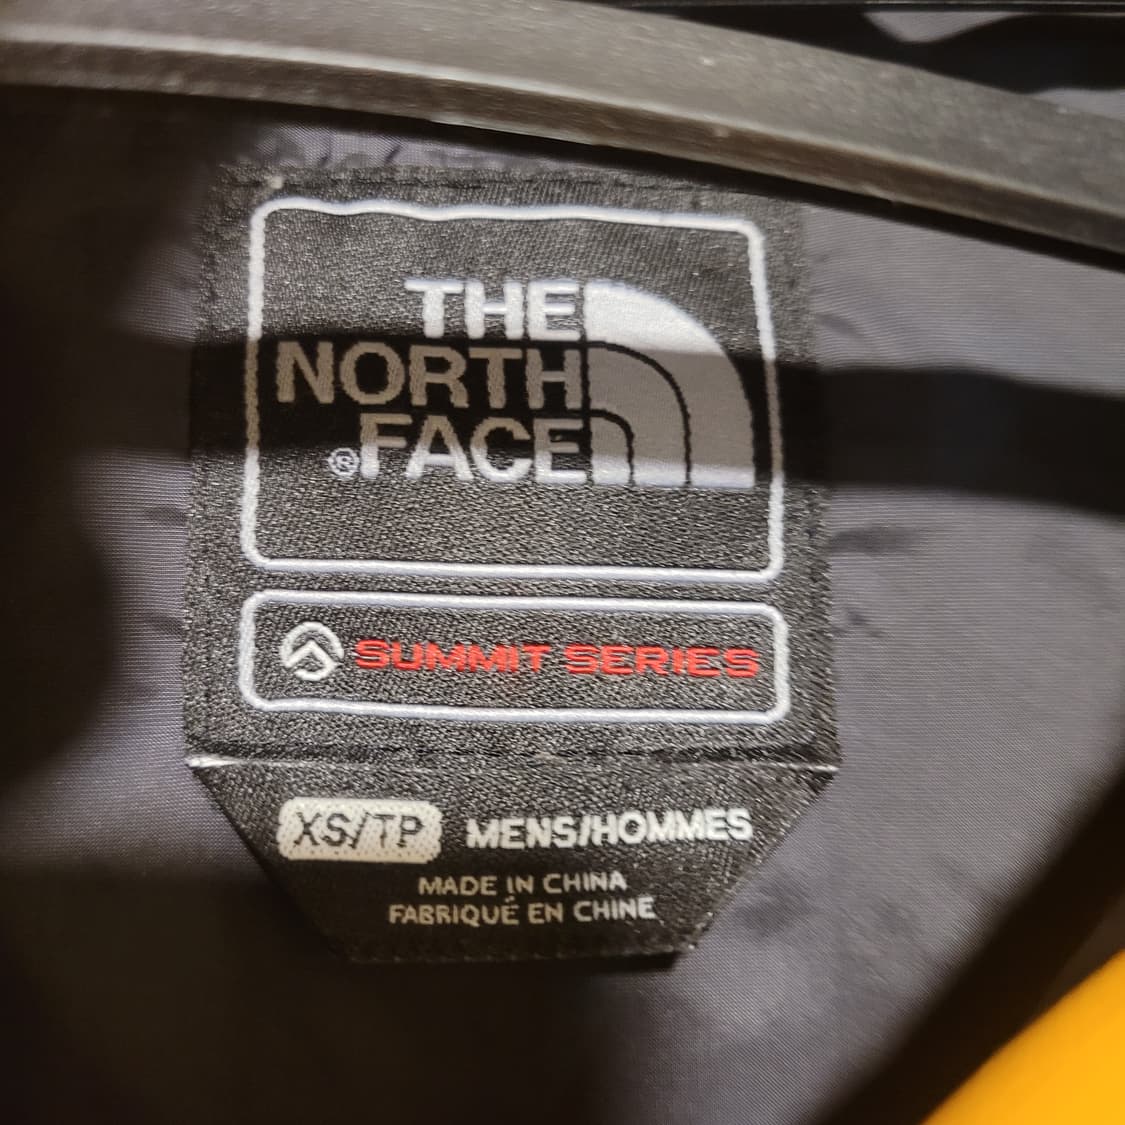 THE
NORTH
®FACE
SUMMIT SERIES
XS/TP MENS/HOMMES
MADE IN CHINA
FABRIQUÉ EN CHINE